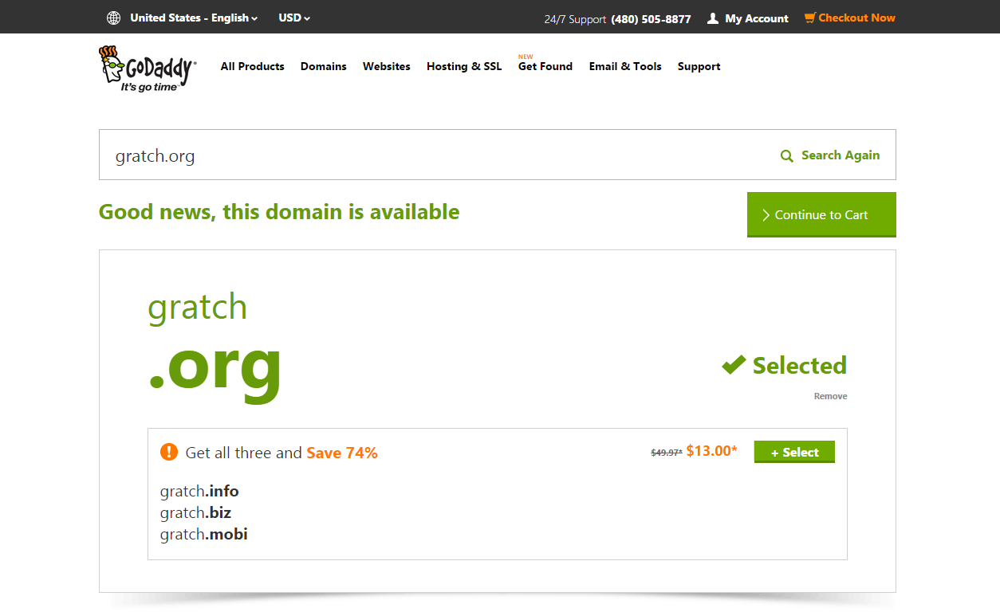 United States - English USD 24/7 Support (480) 505-8877 My Account Checkout Now
GoDaddy®
It's go time™
NEW
All Products Domains Websites Hosting & SSL Get Found Email & Tools Support
gratch.org Search Again
Good news, this domain is available Continue to Cart
gratch
.org
Selected
Remove
Get all three and Save 74% $49.97* $13.00* + Select
gratch.info
gratch.biz
gratch.mobi